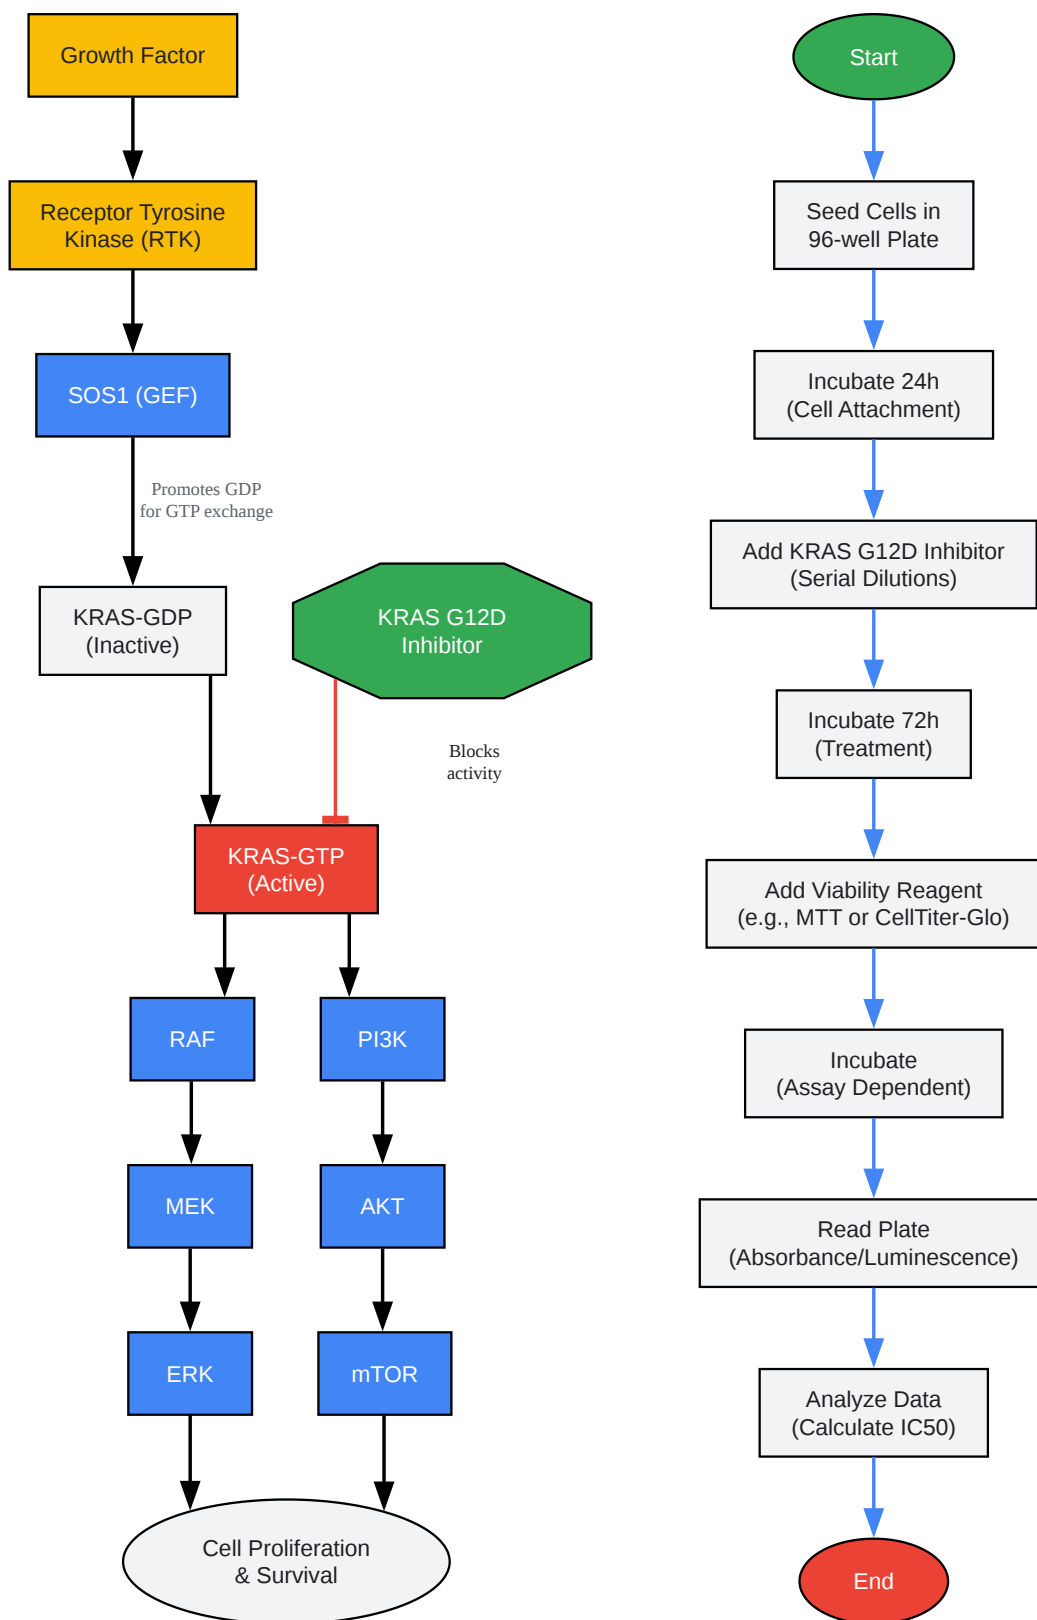 Growth Factor
Receptor Tyrosine
Kinase (RTK)
SOS1 (GEF)
Promotes GDP
for GTP exchange
KRAS-GDP
(Inactive)
KRAS G12D
Inhibitor
Blocks
activity
KRAS-GTP
(Active)
RAF
PI3K
MEK
AKT
ERK
mTOR
Cell Proliferation
& Survival
Start
Seed Cells in
96-well Plate
Incubate 24h
(Cell Attachment)
Add KRAS G12D Inhibitor
(Serial Dilutions)
Incubate 72h
(Treatment)
Add Viability Reagent
(e.g., MTT or CellTiter-Glo)
Incubate
(Assay Dependent)
Read Plate
(Absorbance/Luminescence)
Analyze Data
(Calculate IC50)
End